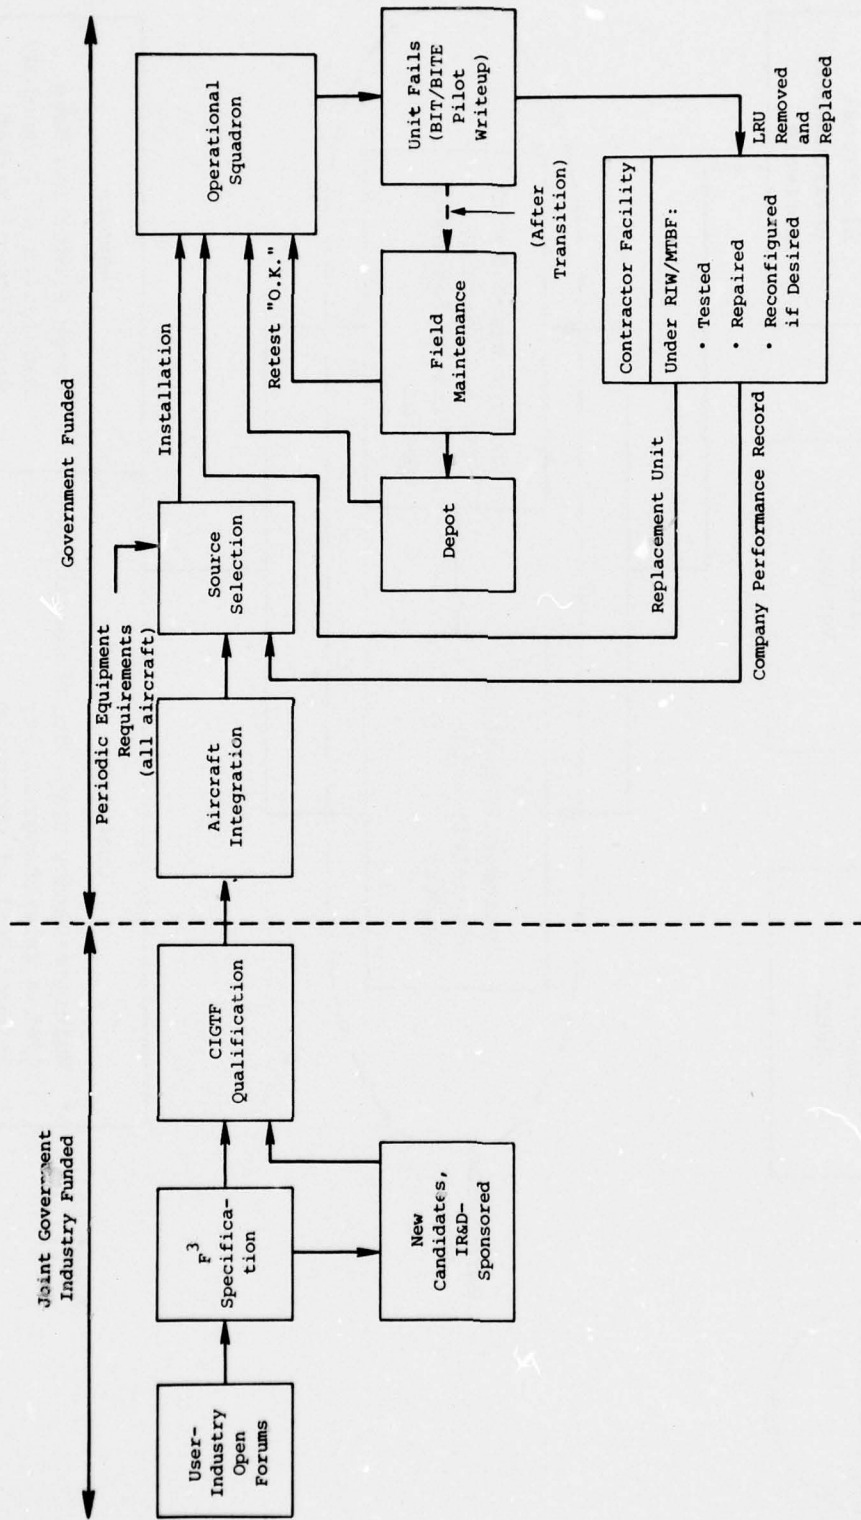 Joint Government
Industry Funded
Government Funded
User-
Industry
Open
Forums
F³
Specifica-
tion
New
Candidates,
IR&D-
Sponsored
CIGTF
Qualification
Aircraft
Integration
Periodic Equipment
Requirements
(all aircraft)
Source
Selection
Installation
Operational
Squadron
Retest "O.K."
Unit Fails
(BIT/BITE
Pilot
Writeup)
(After
Transition)
Field
Maintenance
Depot
LRU
Removed
and
Replaced
Contractor Facility
Under RIW/MTBF:
• Tested
• Repaired
• Reconfigured
if Desired
Replacement Unit
Company Performance Record